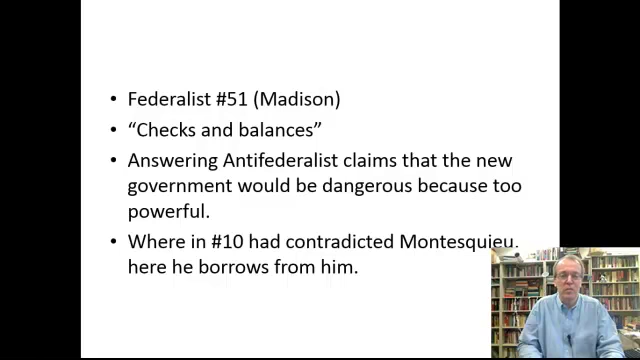 • Federalist #51 (Madison)
• “Checks and balances”
• Answering Antifederalist claims that the new
government would be dangerous because too
powerful.
• Where in #10 had contradicted Montesquieu,
here he borrows from him.